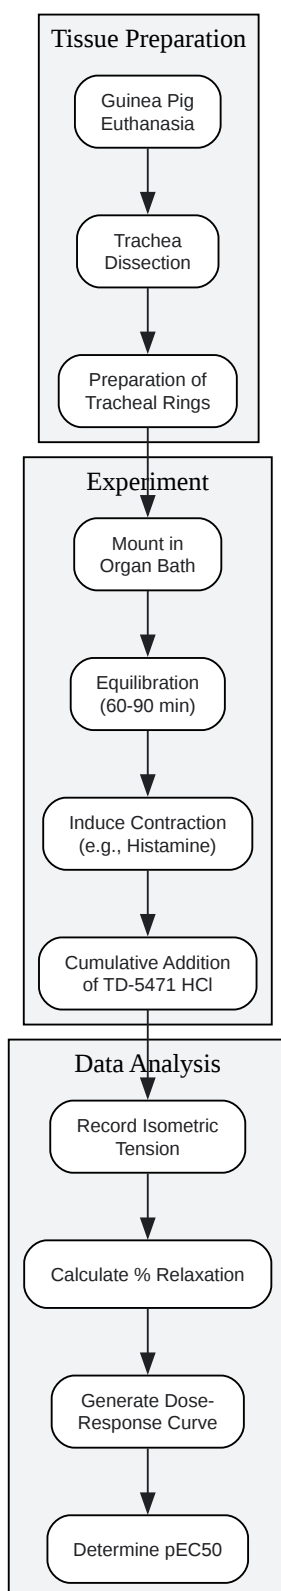 Tissue Preparation
Guinea Pig
Euthanasia
Trachea
Dissection
Preparation of
Tracheal Rings
Experiment
Mount in
Organ Bath
Equilibration
(60-90 min)
Induce Contraction
(e.g., Histamine)
Cumulative Addition
of TD-5471 HCl
Data Analysis
Record Isometric
Tension
Calculate % Relaxation
Generate Dose-
Response Curve
Determine pEC50